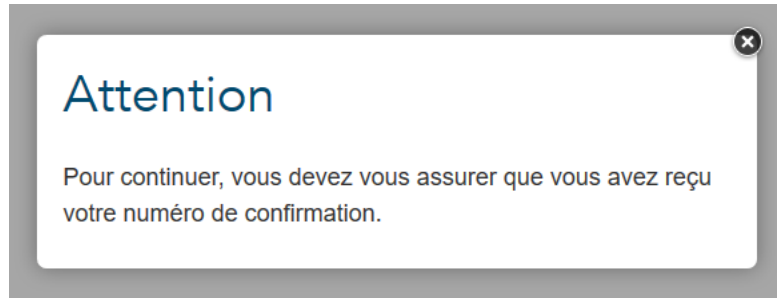 Attention
Pour continuer, vous devez vous assurer que vous avez reçu
votre numéro de confirmation.